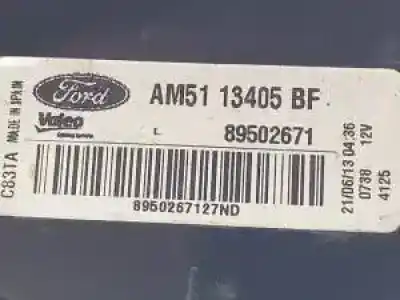 Ford
AM51 13405 BF
Valeo
L
89502671
8950267127ND
C83TA MADE IN SPAIN
21/06/13 04:36
0738 12V
4125